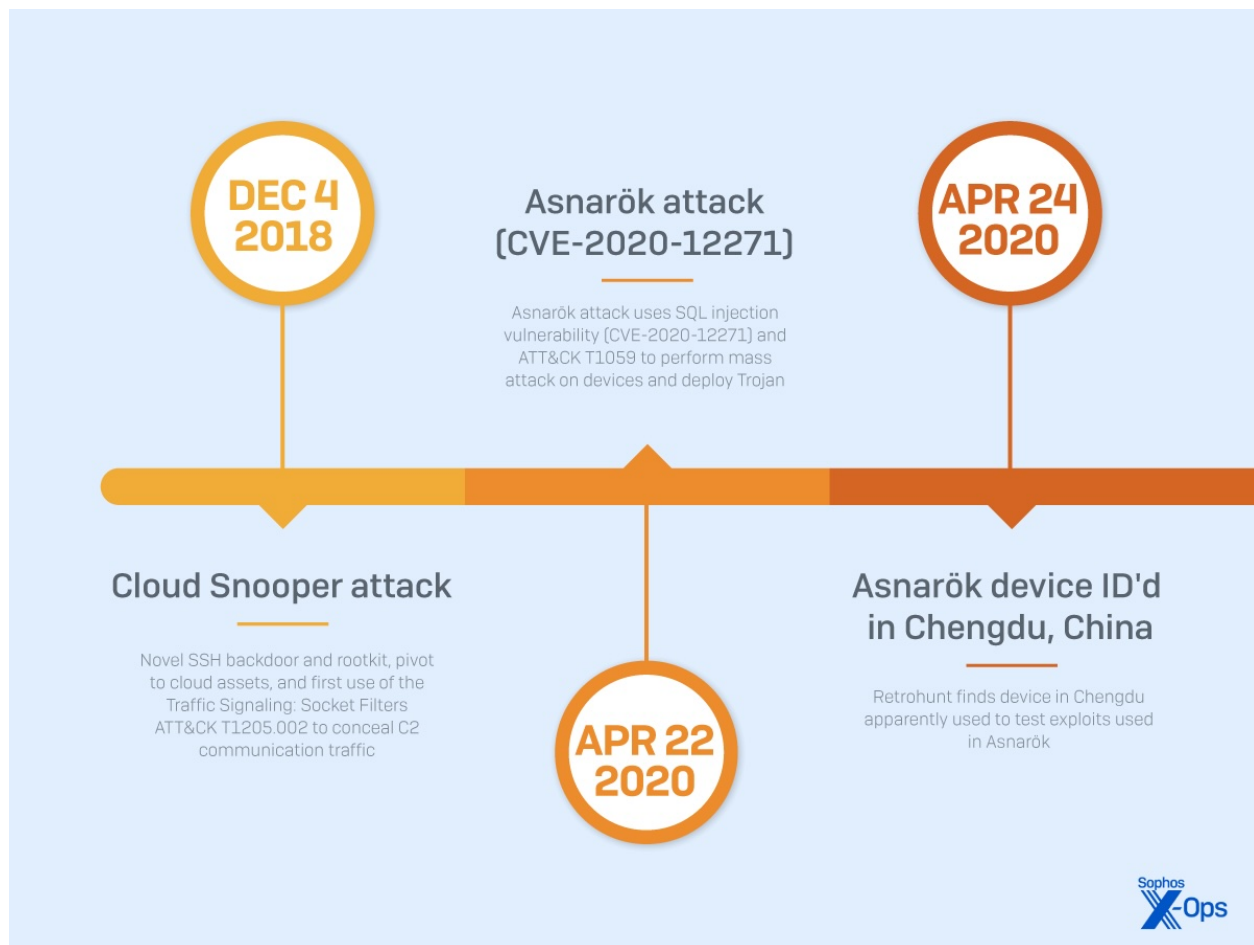 DEC 4
2018
Cloud Snooper attack
Novel SSH backdoor and rootkit, pivot
to cloud assets, and first use of the
Traffic Signaling: Socket Filters
ATT&CK T1205.002 to conceal C2
communication traffic
Asnarök attack
(CVE-2020-12271)
Asnarök attack uses SQL injection
vulnerability (CVE-2020-12271) and
ATT&CK T1059 to perform mass
attack on devices and deploy Trojan
APR 22
2020
APR 24
2020
Asnarök device ID'd
in Chengdu, China
Retrohunt finds device in Chengdu
apparently used to test exploits used
in Asnarök
Sophos
X-Ops